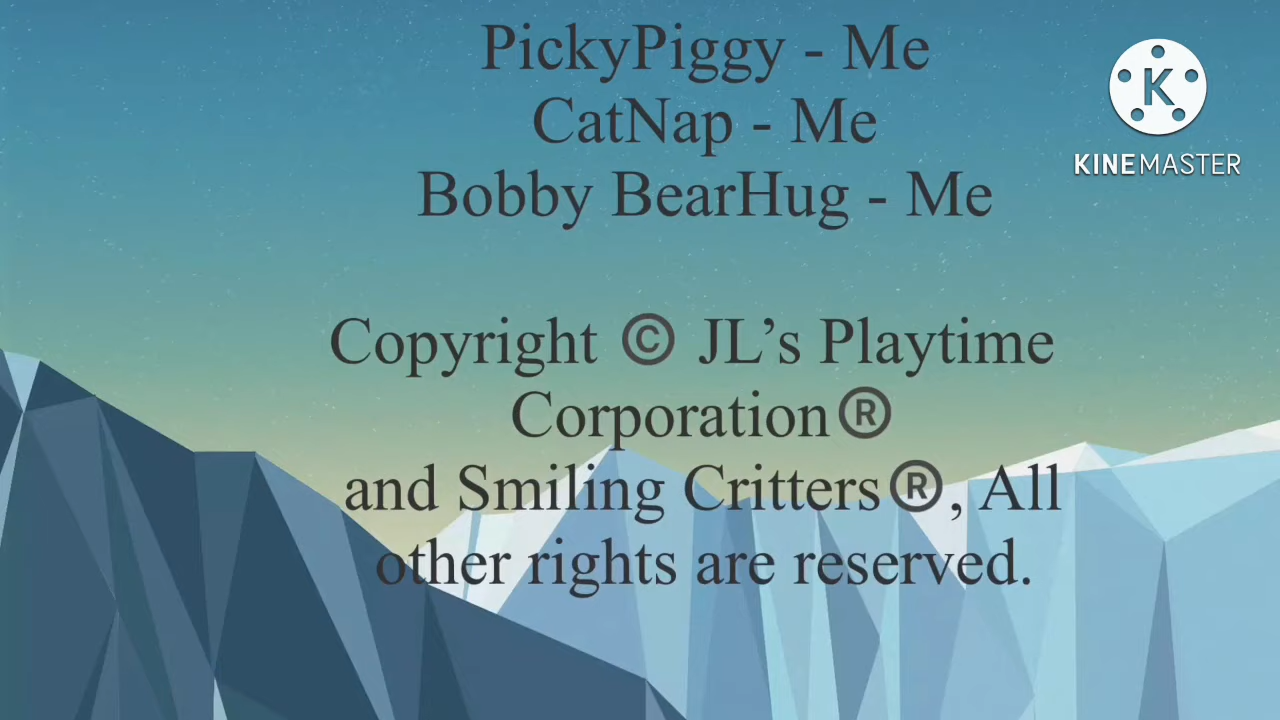 PickyPiggy - Me
CatNap - Me
Bobby BearHug - Me
Copyright © JL’s Playtime
Corporation®
and Smiling Critters®, All
other rights are reserved.
K
KINEMASTER